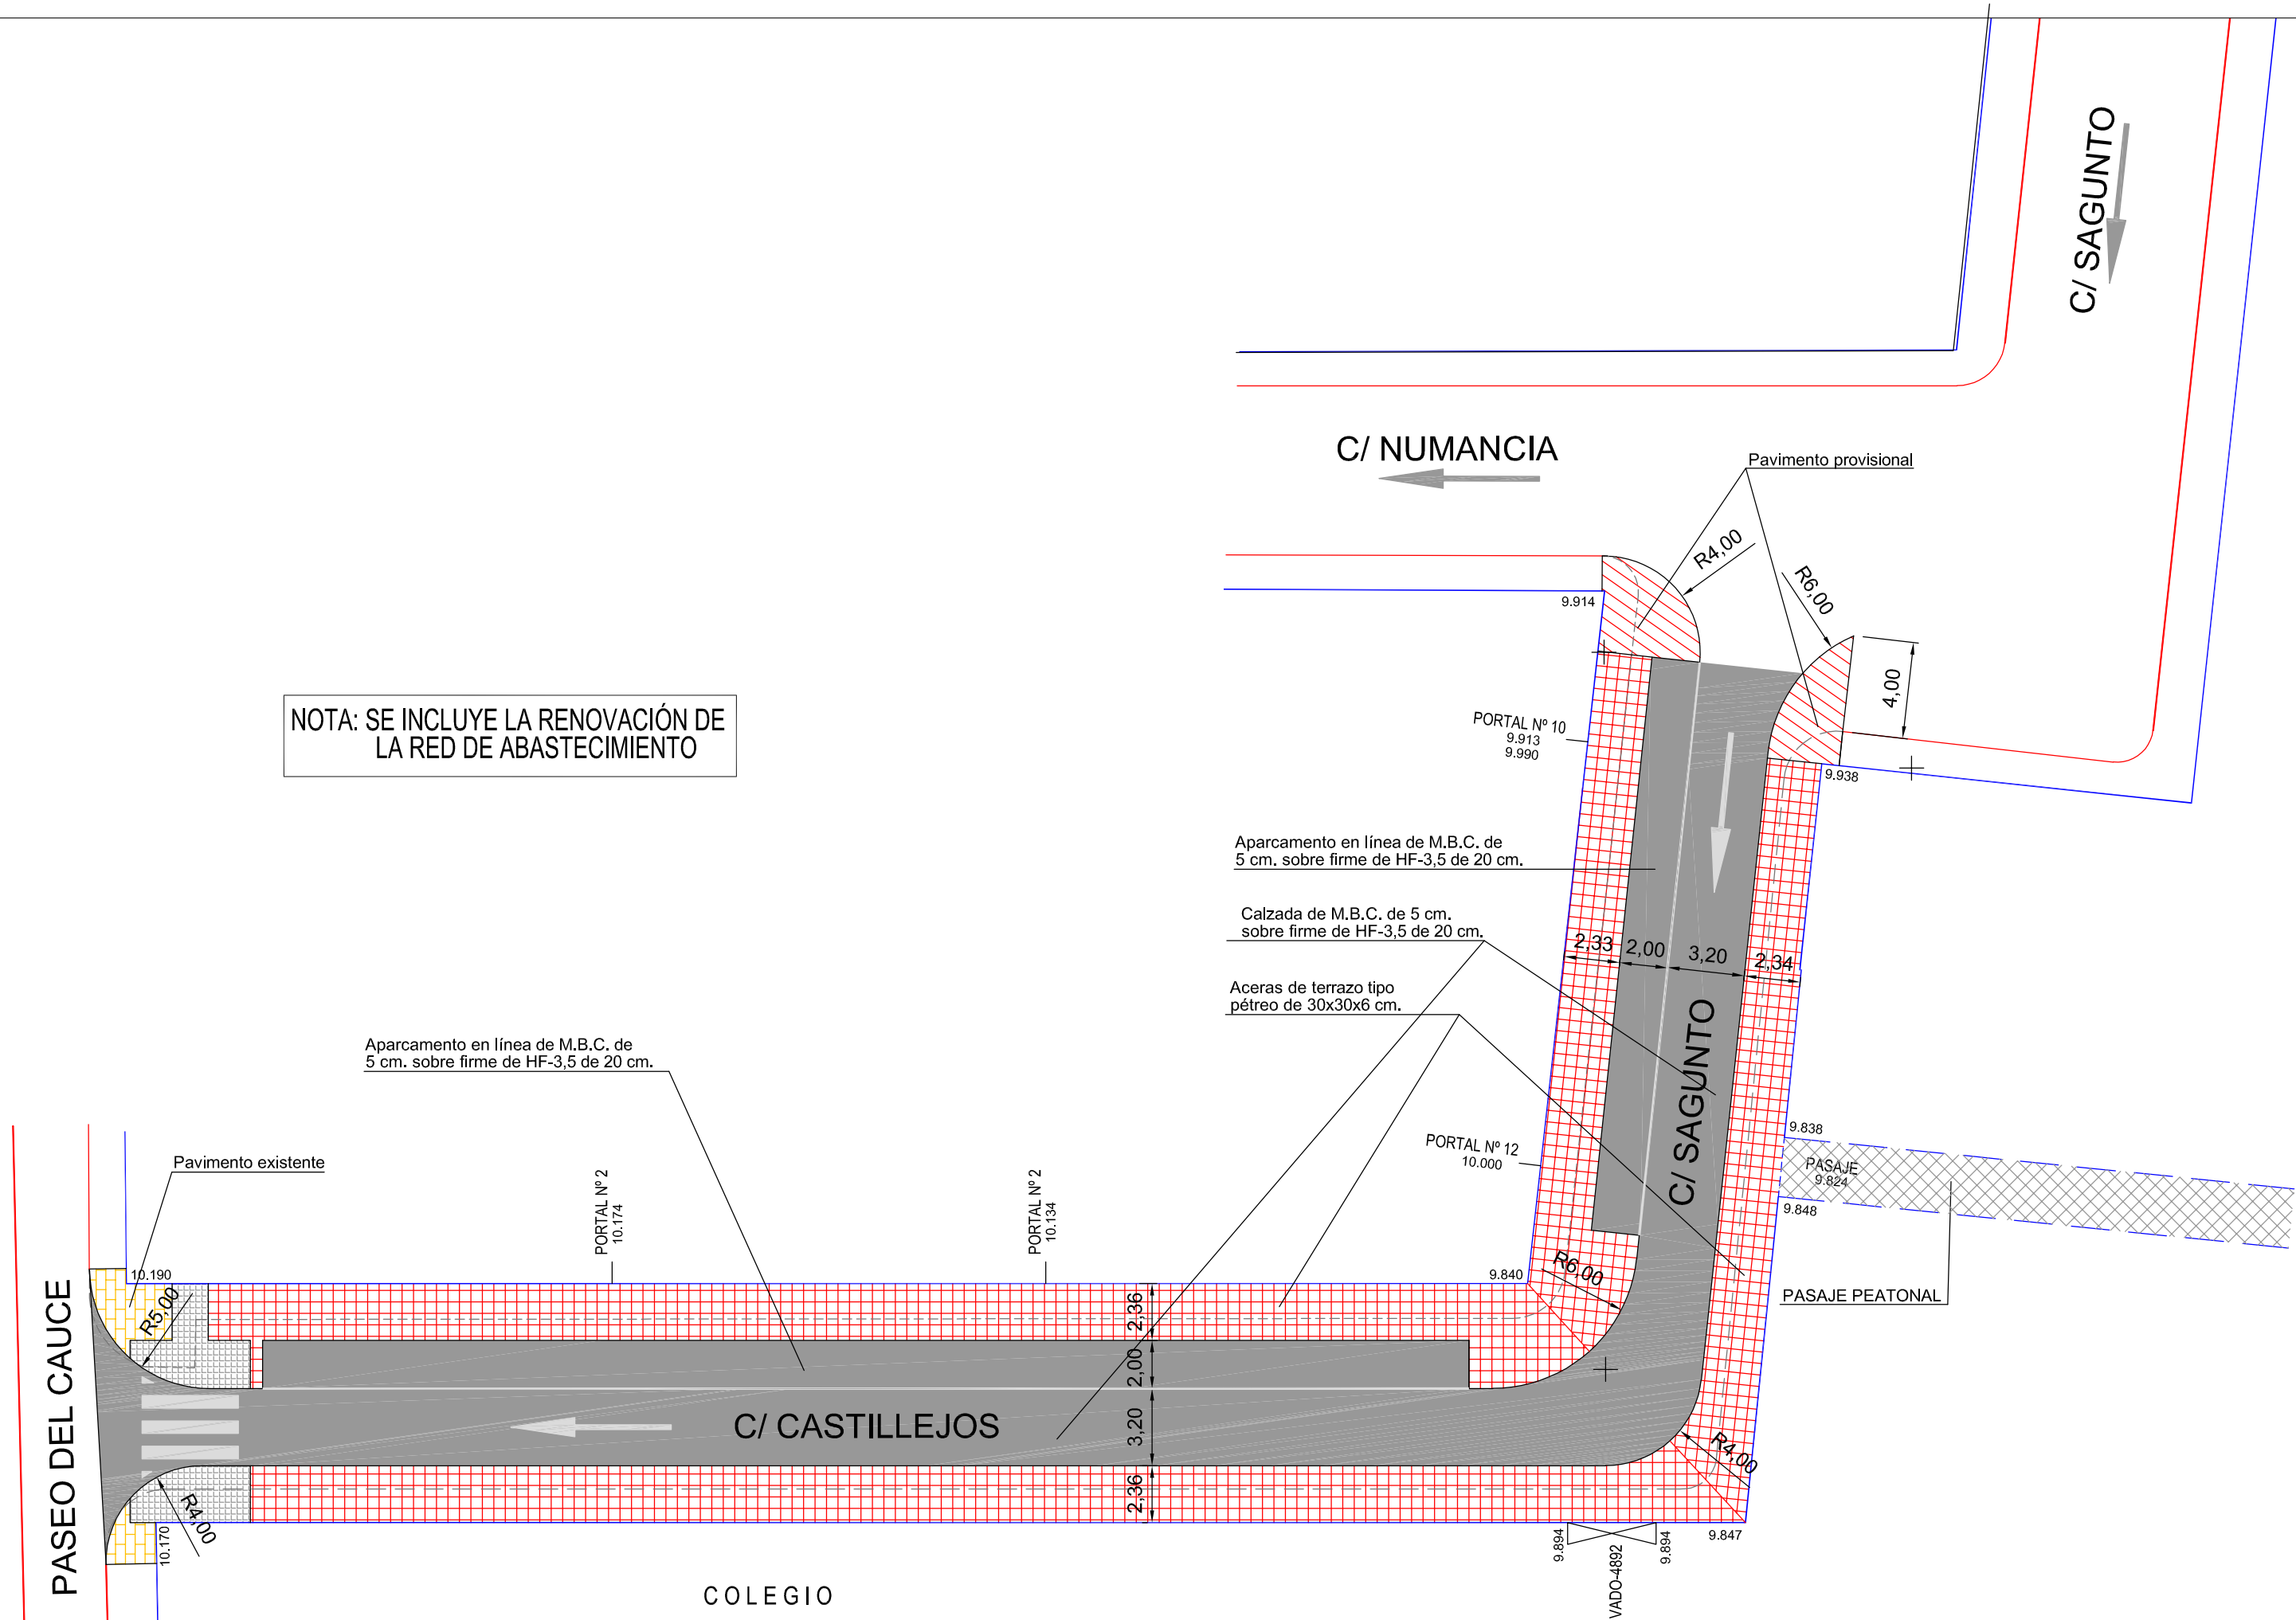 C/ SAGUNTO
C/ NUMANCIA
Pavimento provisional
R4,00
R6,00
9.914
4,00
NOTA: SE INCLUYE LA RENOVACIÓN DE
LA RED DE ABASTECIMIENTO
PORTAL Nº 10
9.913
9.990
9.938
Aparcamento en línea de M.B.C. de
5 cm. sobre firme de HF-3,5 de 20 cm.
Calzada de M.B.C. de 5 cm.
sobre firme de HF-3,5 de 20 cm.
2,33
2,00
3,20
2,34
Aceras de terrazo tipo
pétreo de 30x30x6 cm.
C/ SAGUNTO
Aparcamento en línea de M.B.C. de
5 cm. sobre firme de HF-3,5 de 20 cm.
9.838
PORTAL Nº 12
10.000
PASAJE
9.824
9.848
Pavimento existente
PORTAL Nº 2
10.174
PORTAL Nº 2
10.134
10.190
9.840
R6,00
PASAJE PEATONAL
R5,00
2,36
2,00
PASEO DEL CAUCE
C/ CASTILLEJOS
3,20
R4,00
2,36
R4,00
10.170
9.894
VADO-4892
9.894
9.847
COLEGIO